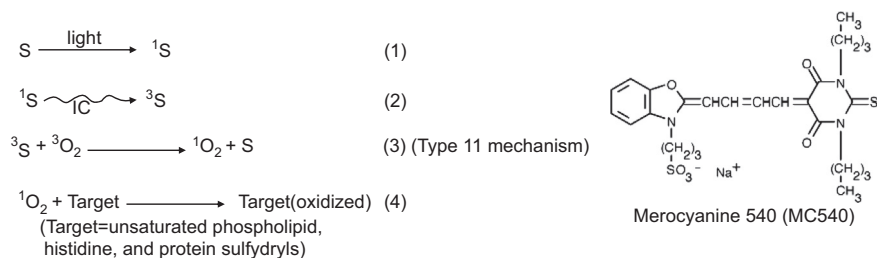 S light ¹S (1)
¹S IC ³S (2)
³S + ³O₂ ¹O₂ + S (3) (Type 11 mechanism)
¹O₂ + Target Target(oxidized) (4)
(Target=unsaturated phospholipid,
histidine, and protein sulfydryls)
CH₃
(CH₂)₃
O
N
O
=CHCH=CHCH=
S
N
O
N
(CH₂)₃
SO₃⁻ Na⁺
(CH₂)₃
CH₃
Merocyanine 540 (MC540)